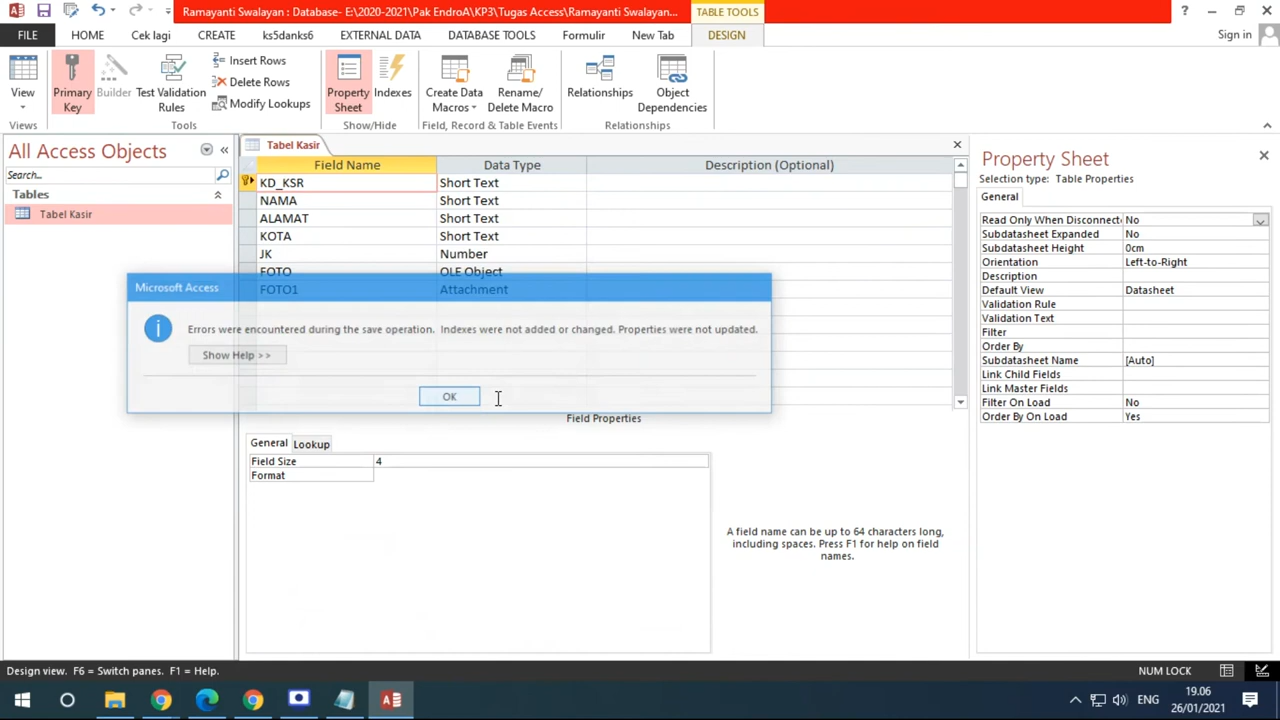 Ramayanti Swalayan : Database- E:\2020-2021\Pak EndroA\KP3\Tugas Access\Ramayanti Swalayan...
TABLE TOOLS
?
FILE
HOME
Cek lagi
CREATE
ks5danks6
EXTERNAL DATA
DATABASE TOOLS
Formulir
New Tab
DESIGN
Sign in
View
Primary Key
Builder
Test Validation Rules
Insert Rows
Delete Rows
Modify Lookups
Property Sheet
Indexes
Create Data Macros
Rename/ Delete Macro
Relationships
Object Dependencies
Views
Tools
Show/Hide
Field, Record & Table Events
Relationships
All Access Objects
Search...
Tables
Tabel Kasir
Tabel Kasir
Field Name
Data Type
Description (Optional)
KD_KSR
Short Text
NAMA
Short Text
ALAMAT
Short Text
KOTA
Short Text
JK
Number
FOTO
OLE Object
FOTO1
Attachment
Microsoft Access
Errors were encountered during the save operation. Indexes were not added or changed. Properties were not updated.
Show Help >>
OK
Field Properties
General
Lookup
Field Size
4
Format
A field name can be up to 64 characters long,
including spaces. Press F1 for help on field
names.
Property Sheet
Selection type: Table Properties
General
Read Only When Disconnect
No
Subdatasheet Expanded
No
Subdatasheet Height
0cm
Orientation
Left-to-Right
Description
Default View
Datasheet
Validation Rule
Validation Text
Filter
Order By
Subdatasheet Name
[Auto]
Link Child Fields
Link Master Fields
Filter On Load
No
Order By On Load
Yes
Design view. F6 = Switch panes. F1 = Help.
NUM LOCK
ENG
19.06
26/01/2021